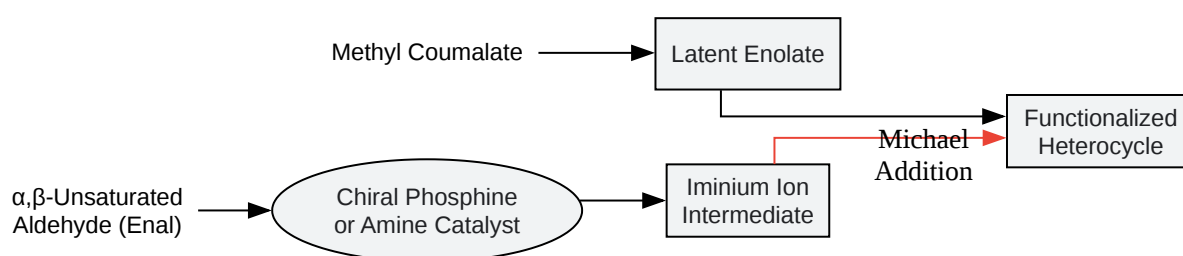 Methyl Coumalate
Latent Enolate
Functionalized
Heterocycle
Michael
Addition
α,β-Unsaturated
Aldehyde (Enal)
Chiral Phosphine
or Amine Catalyst
Iminium Ion
Intermediate